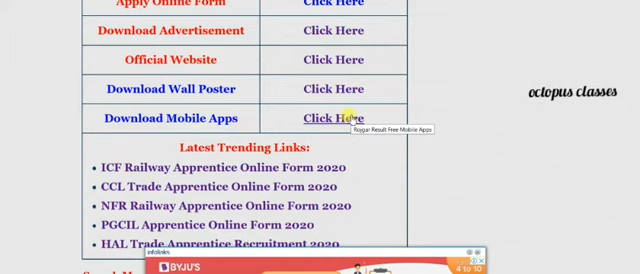 Apply Online Form Click Here
Download Advertisement Click Here
Official Website Click Here
Download Wall Poster Click Here
octopus classes
Download Mobile Apps Click Here
Rojgar Result Free Mobile Apps
Latest Trending Links:
• ICF Railway Apprentice Online Form 2020
• CCL Trade Apprentice Online Form 2020
• NFR Railway Apprentice Online Form 2020
• PGCIL Apprentice Online Form 2020
• HAL Trade Apprentice Recruitment 2020
infolinks
BYJU'S
4 to 10